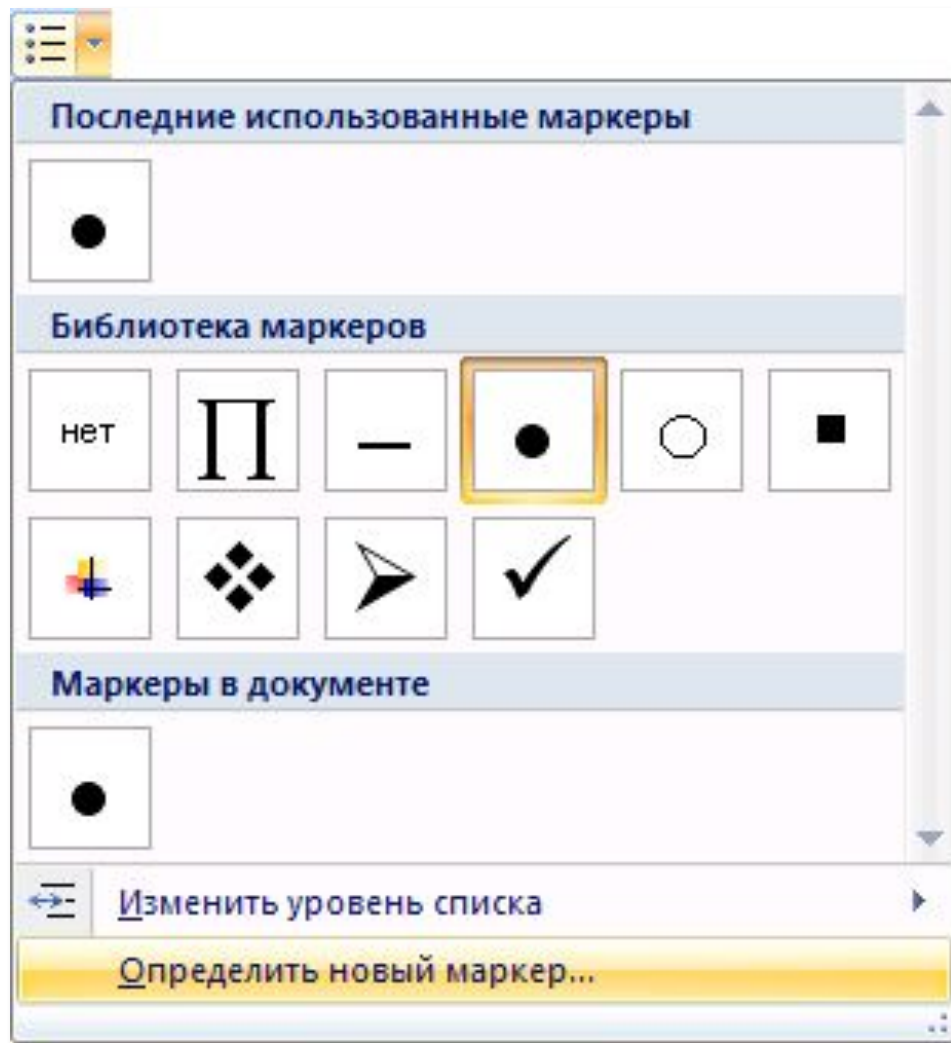 Последние использованные маркеры
Библиотека маркеров
нет
Маркеры в документе
Изменить уровень списка
Определить новый маркер...